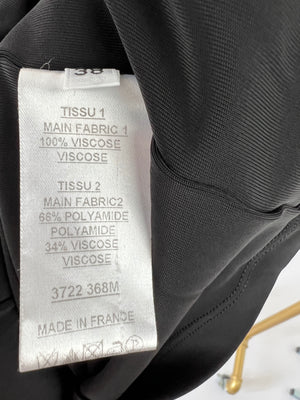 38
TISSU 1
MAIN FABRIC 1
100% VISCOSE
VISCOSE
TISSU 2
MAIN FABRIC2
66% POLYAMIDE
POLYAMIDE
34% VISCOSE
VISCOSE
3722 368M
MADE IN FRANCE